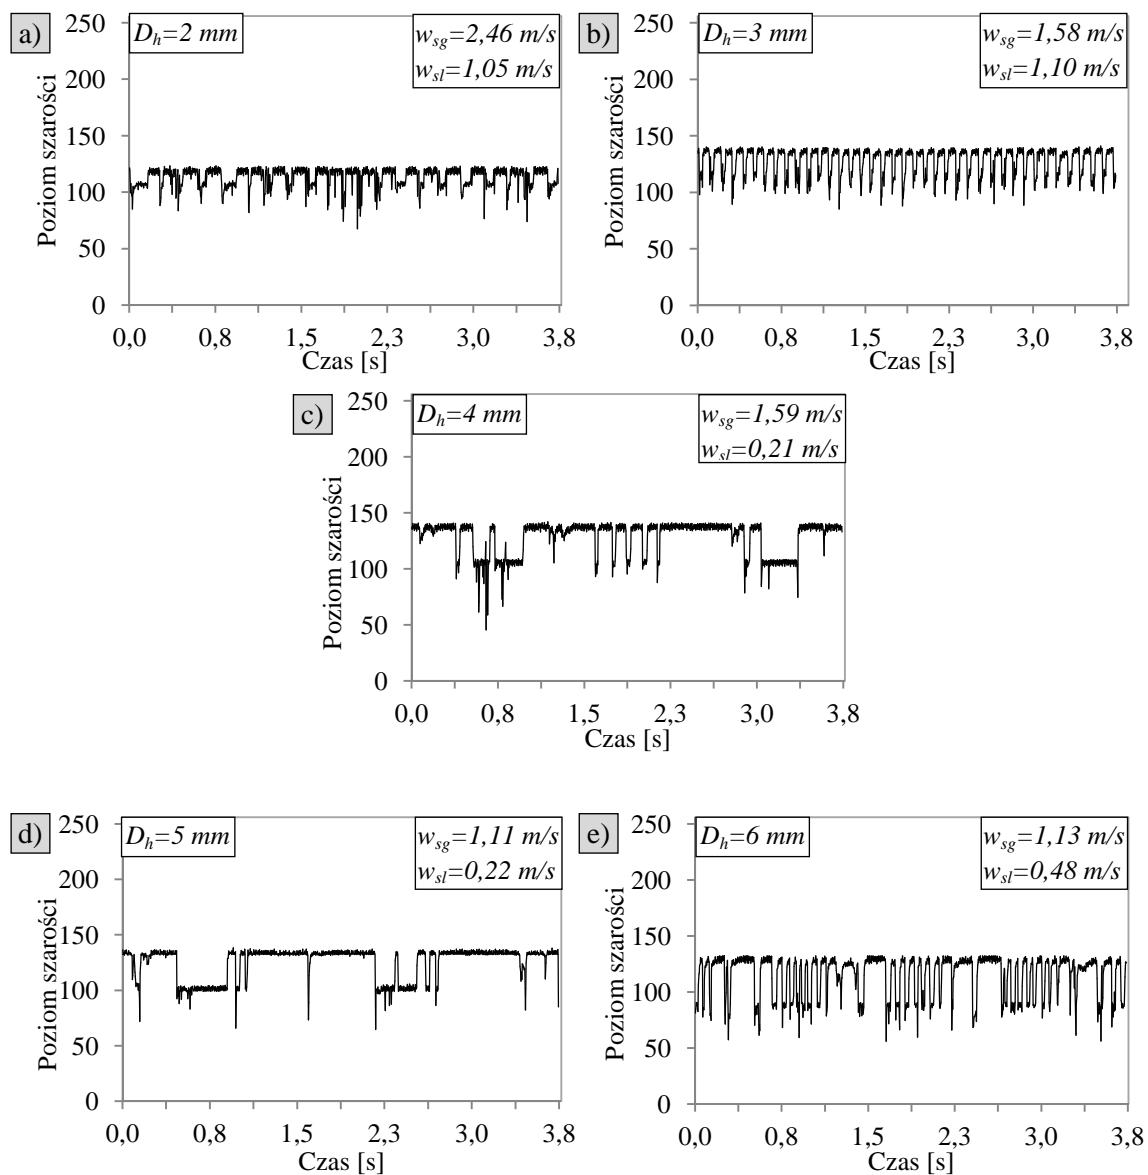 a)
250
200
150
100
50
0
Poziom szarości
D_h=2 mm
w_sg=2,46 m/s
w_sl=1,05 m/s
0,0 0,8 1,5 2,3 3,0 3,8
Czas [s]
b)
250
200
150
100
50
0
Poziom szarości
D_h=3 mm
w_sg=1,58 m/s
w_sl=1,10 m/s
0,0 0,8 1,5 2,3 3,0 3,8
Czas [s]
c)
250
200
150
100
50
0
Poziom szarości
D_h=4 mm
w_sg=1,59 m/s
w_sl=0,21 m/s
0,0 0,8 1,5 2,3 3,0 3,8
Czas [s]
d)
250
200
150
100
50
0
Poziom szarości
D_h=5 mm
w_sg=1,11 m/s
w_sl=0,22 m/s
0,0 0,8 1,5 2,3 3,0 3,8
Czas [s]
e)
250
200
150
100
50
0
Poziom szarości
D_h=6 mm
w_sg=1,13 m/s
w_sl=0,48 m/s
0,0 0,8 1,5 2,3 3,0 3,8
Czas [s]